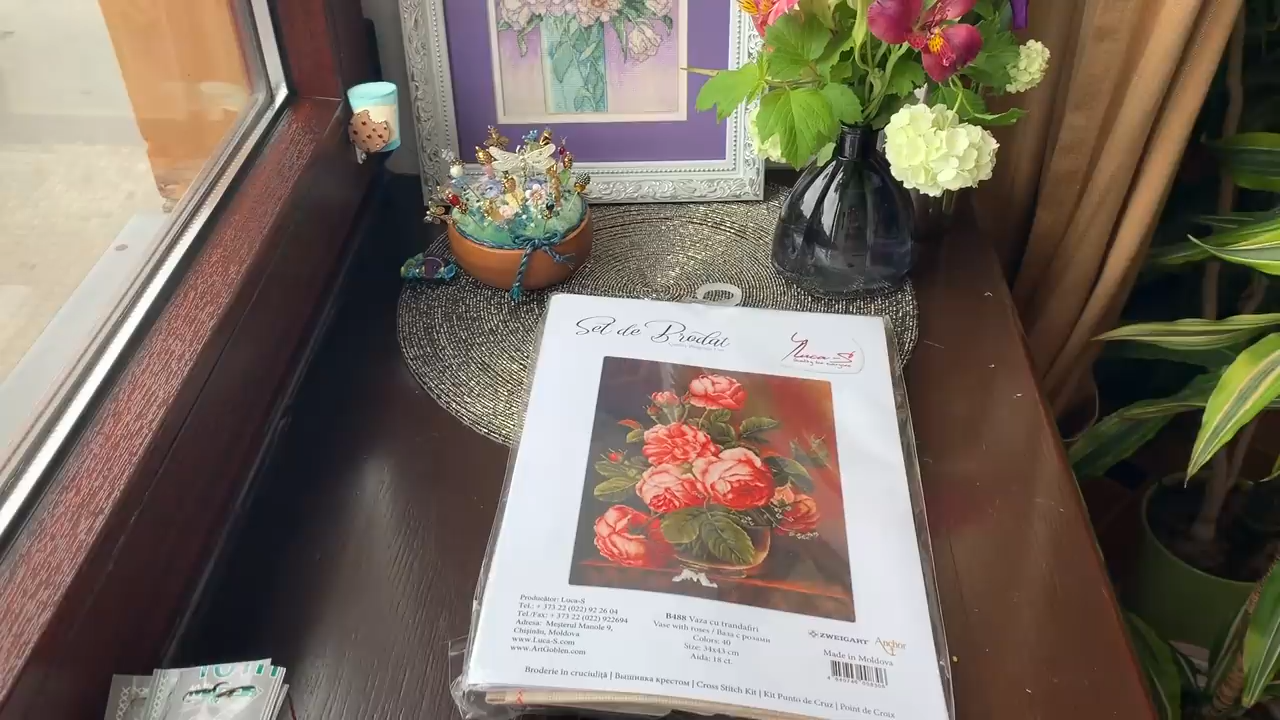 Set de Brodat
Luca-S
Producător: Luca-S
Tel.: + 373 22 (022) 92 26 04
Tel./Fax: + 373 22 (022) 922694
Adresa: Meșterul Manole 9,
Chișinău, Moldova
www.Luca-S.com
www.ArtGoblen.com
B488 Vaza cu trandafiri
Vase with roses / Ваза с розами
Colors: 40
Size: 34x43 cm
Aida: 18 ct.
ZWEIGART Anchor
Made in Moldova
Broderie în cruciuliță | Вышивка крестом | Cross Stitch Kit | Kit Punto de Cruz | Point de Croix